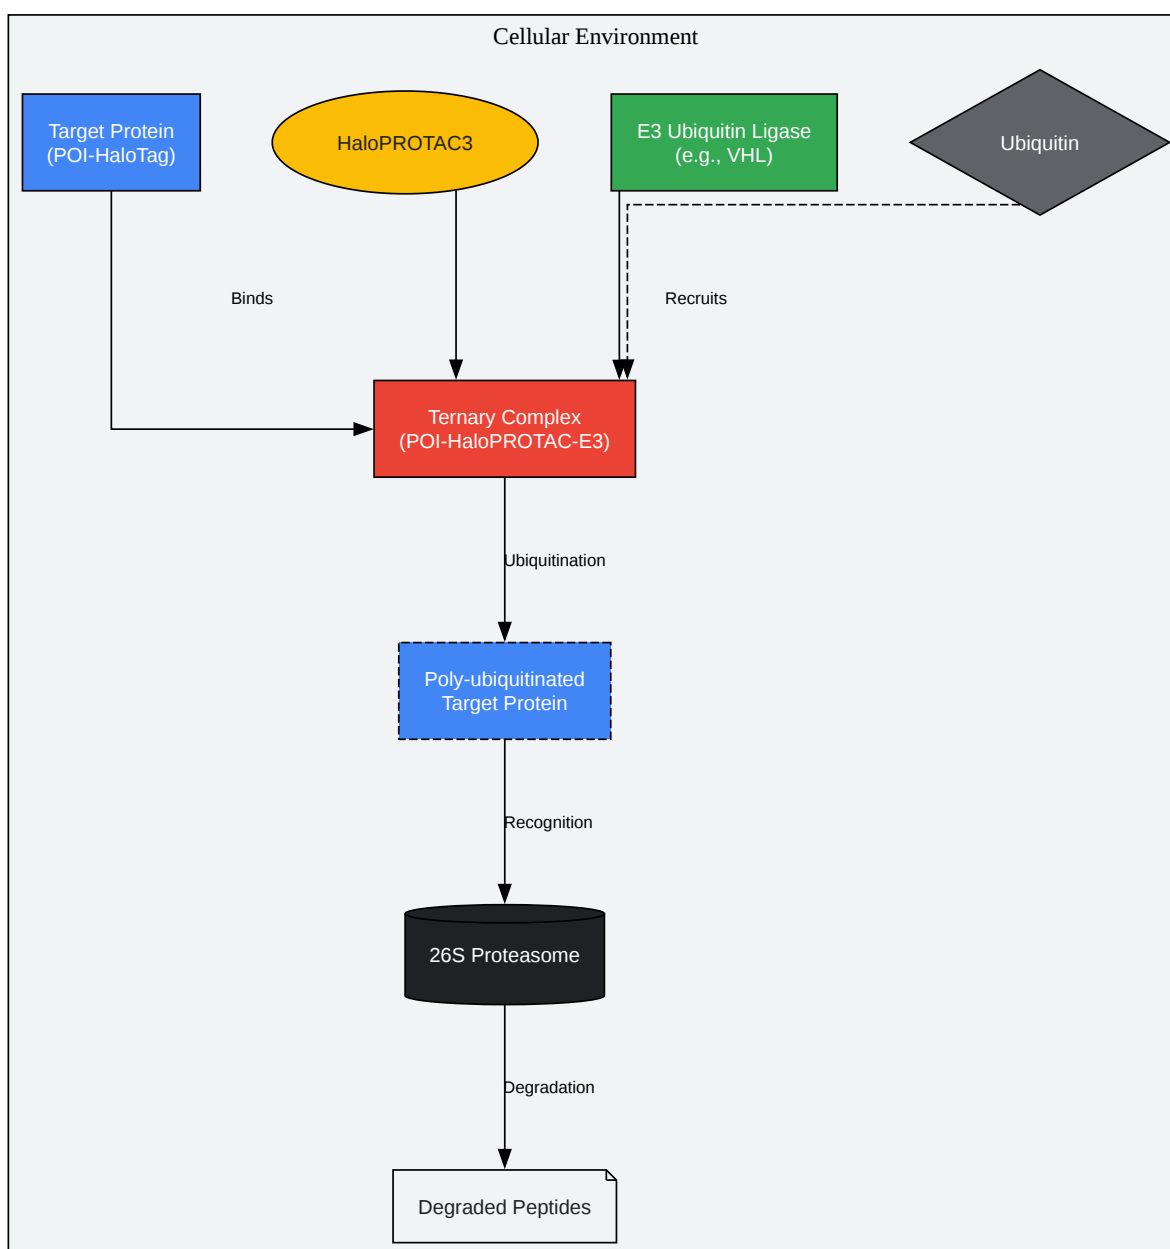 Cellular Environment
Target Protein
(POI-HaloTag)
HaloPROTAC3
E3 Ubiquitin Ligase
(e.g., VHL)
Ubiquitin
Binds
Recruits
Ternary Complex
(POI-HaloPROTAC-E3)
Ubiquitination
Poly-ubiquitinated
Target Protein
Recognition
26S Proteasome
Degradation
Degraded Peptides